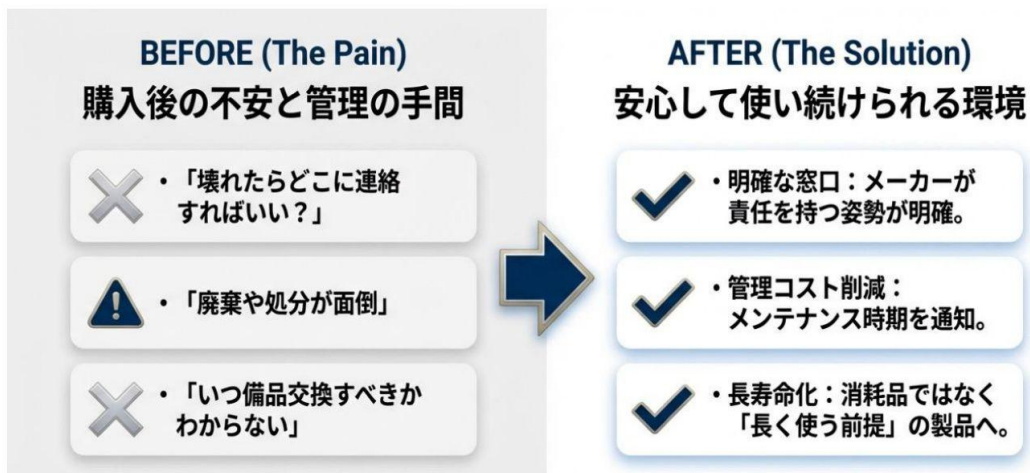 BEFORE (The Pain)
購入後の不安と管理の手間
・「壊れたらどこに連絡
すればいい？」
・「廃棄や処分が面倒」
・「いつ備品交換すべきか
わからない」
AFTER (The Solution)
安心して使い続けられる環境
・明確な窓口：メーカーが
責任を持つ姿勢が明確。
・管理コスト削減：
メンテナンス時期を通知。
・長寿命化：消耗品ではなく
「長く使う前提」の製品へ。